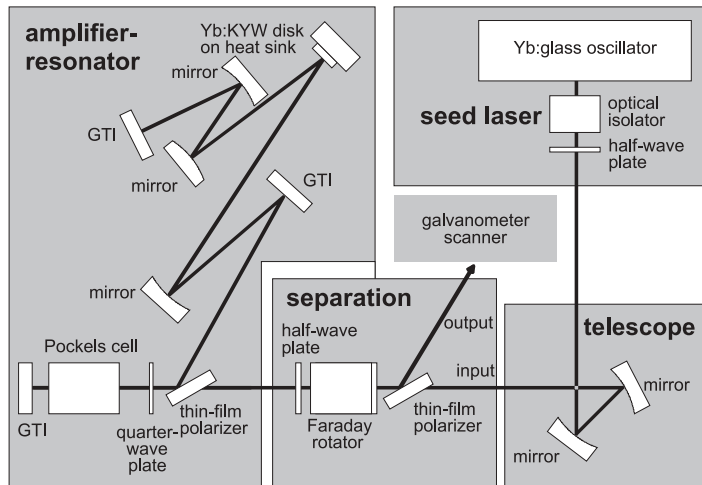 amplifier-
resonator
Yb:KYW disk
on heat sink
mirror
GTI
mirror
GTI
mirror
Pockels cell
GTI
quarter-
wave
plate
thin-film
polarizer
separation
half-wave
plate
Faraday
rotator
output
input
thin-film
polarizer
galvanometer
scanner
Yb:glass oscillator
seed laser
optical
isolator
half-wave
plate
telescope
mirror
mirror